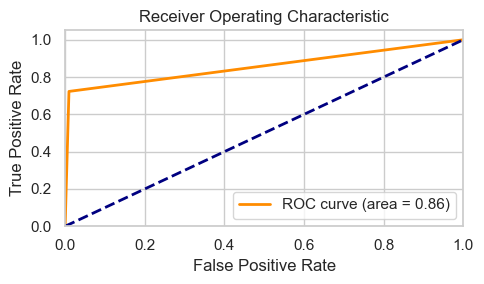 Receiver Operating Characteristic
1.0
0.8
0.6
0.4
0.2
0.0
True Positive Rate
ROC curve (area = 0.86)
0.0 0.2 0.4 0.6 0.8 1.0
False Positive Rate